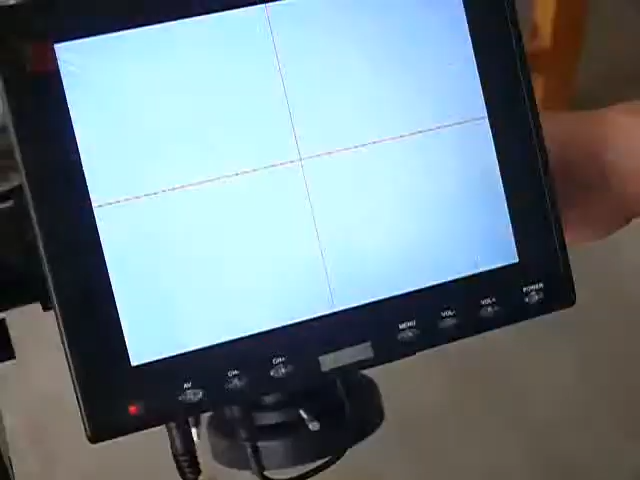 AV
CH-
CH+
MENU
VOL-
VOL+
POWER